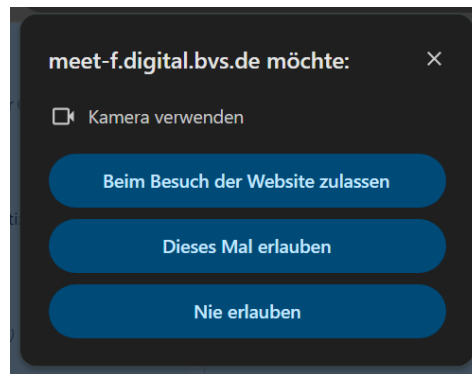 meet-f.digital.bvs.de möchte:
Kamera verwenden
Beim Besuch der Website zulassen
Dieses Mal erlauben
Nie erlauben